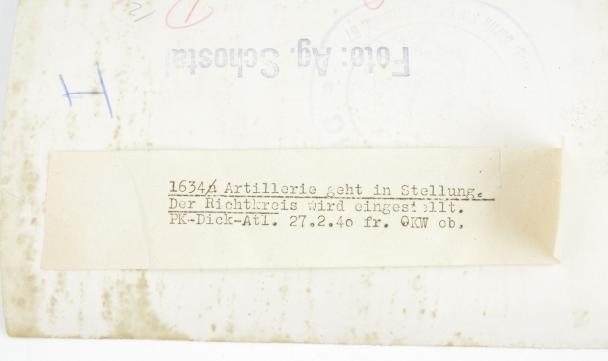 Foto: Ag. Schostal
H
1634a Artillerie geht in Stellung.
Der Richtkreis wird eingestellt.
PK-Dick-Atl. 27.2.40 fr. OKW ob.